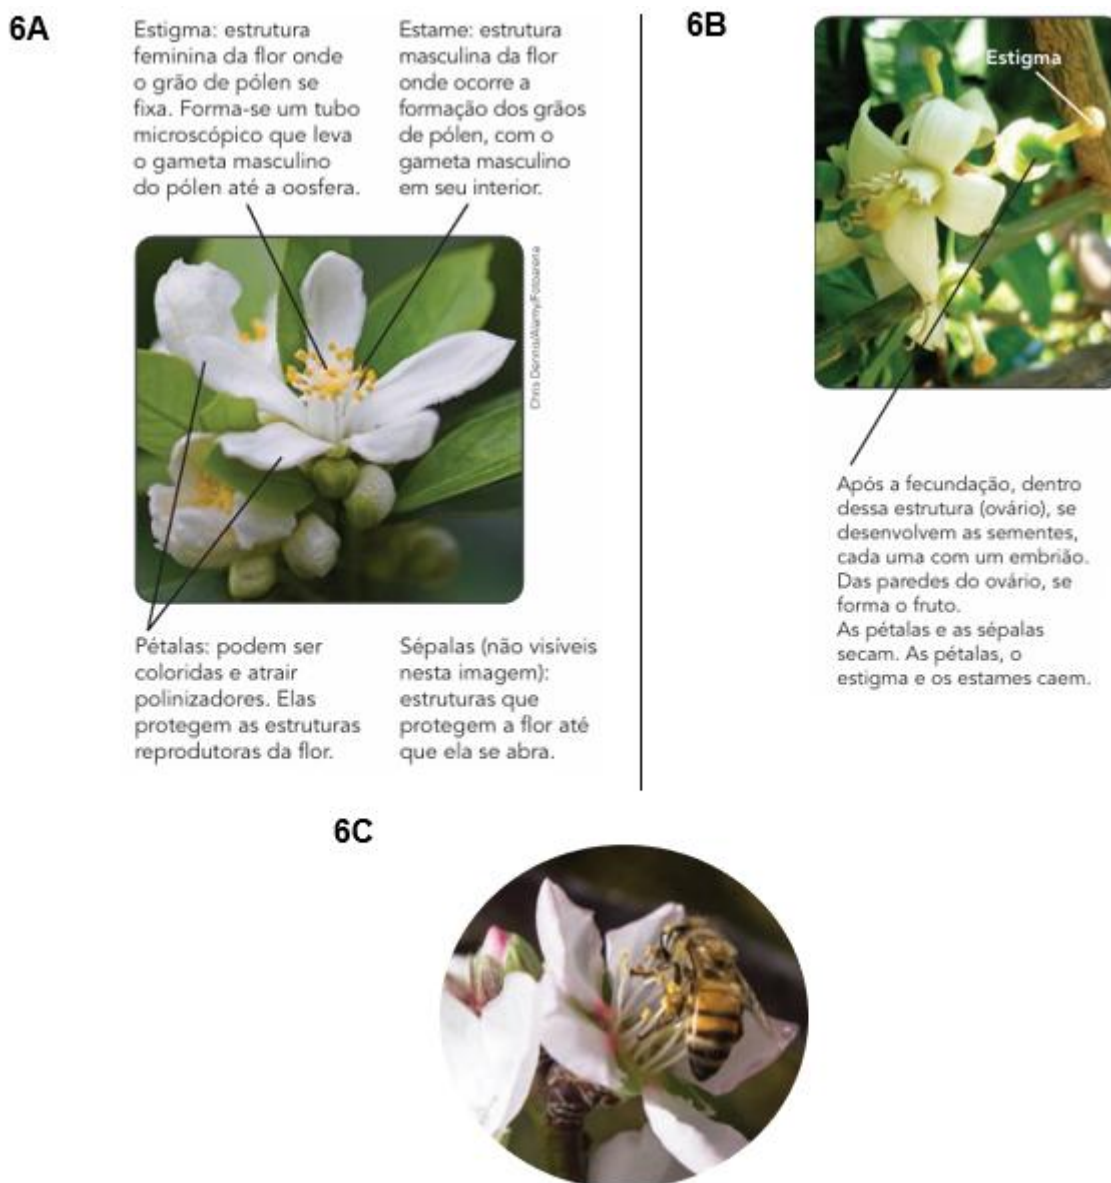 6A
Estigma: estrutura
feminina da flor onde
o grão de pólen se
fixa. Forma-se um tubo
microscópico que leva
o gameta masculino
do pólen até a oosfera.
Estame: estrutura
masculina da flor
onde ocorre a
formação dos grãos
de pólen, com o
gameta masculino
em seu interior.
Chris Dennis/Alamy/Fotoarena
Pétalas: podem ser
coloridas e atrair
polinizadores. Elas
protegem as estruturas
reprodutoras da flor.
Sépalas (não visíveis
nesta imagem):
estruturas que
protegem a flor até
que ela se abra.
6B
Estigma
Após a fecundação, dentro
dessa estrutura (ovário), se
desenvolvem as sementes,
cada uma com um embrião.
Das paredes do ovário, se
forma o fruto.
As pétalas e as sépalas
secam. As pétalas, o
estigma e os estames caem.
6C